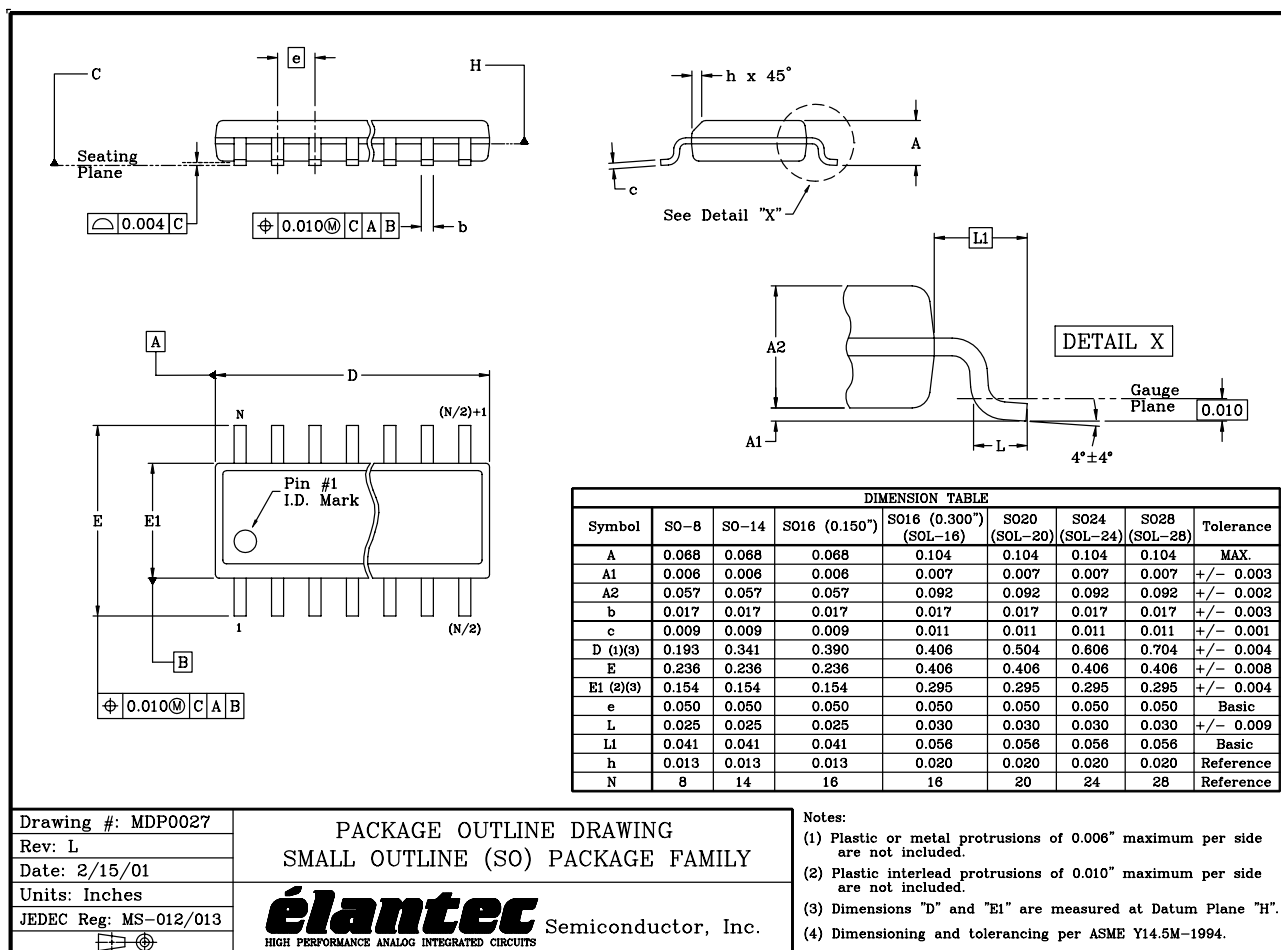 e
C
H
h x 45°
A
Seating
Plane
c
See Detail "X"
0.004 C
0.010Ⓜ C A B
b
L1
A2
DETAIL X
Gauge
Plane
0.010
A1
L
4°±4°
A
D
N
(N/2)+1
Pin #1
I.D. Mark
E
E1
1
(N/2)
B
0.010Ⓜ C A B
DIMENSION TABLE
Symbol SO-8 SO-14 SO16 (0.150") SO16 (0.300") (SOL-16) SO20 (SOL-20) SO24 (SOL-24) SO28 (SOL-28) Tolerance
A 0.068 0.068 0.068 0.104 0.104 0.104 0.104 MAX.
A1 0.006 0.006 0.006 0.007 0.007 0.007 0.007 +/- 0.003
A2 0.057 0.057 0.057 0.092 0.092 0.092 0.092 +/- 0.002
b 0.017 0.017 0.017 0.017 0.017 0.017 0.017 +/- 0.003
c 0.009 0.009 0.009 0.011 0.011 0.011 0.011 +/- 0.001
D (1)(3) 0.193 0.341 0.390 0.406 0.504 0.606 0.704 +/- 0.004
E 0.236 0.236 0.236 0.406 0.406 0.406 0.406 +/- 0.008
E1 (2)(3) 0.154 0.154 0.154 0.295 0.295 0.295 0.295 +/- 0.004
e 0.050 0.050 0.050 0.050 0.050 0.050 0.050 Basic
L 0.025 0.025 0.025 0.030 0.030 0.030 0.030 +/- 0.009
L1 0.041 0.041 0.041 0.056 0.056 0.056 0.056 Basic
h 0.013 0.013 0.013 0.020 0.020 0.020 0.020 Reference
N 8 14 16 16 20 24 28 Reference
Drawing #: MDP0027
Rev: L
Date: 2/15/01
Units: Inches
JEDEC Reg: MS-012/013
PACKAGE OUTLINE DRAWING
SMALL OUTLINE (SO) PACKAGE FAMILY
élantec Semiconductor, Inc.
HIGH PERFORMANCE ANALOG INTEGRATED CIRCUITS
Notes:
(1) Plastic or metal protrusions of 0.006" maximum per side
are not included.
(2) Plastic interlead protrusions of 0.010" maximum per side
are not included.
(3) Dimensions "D" and "E1" are measured at Datum Plane "H".
(4) Dimensioning and tolerancing per ASME Y14.5M-1994.